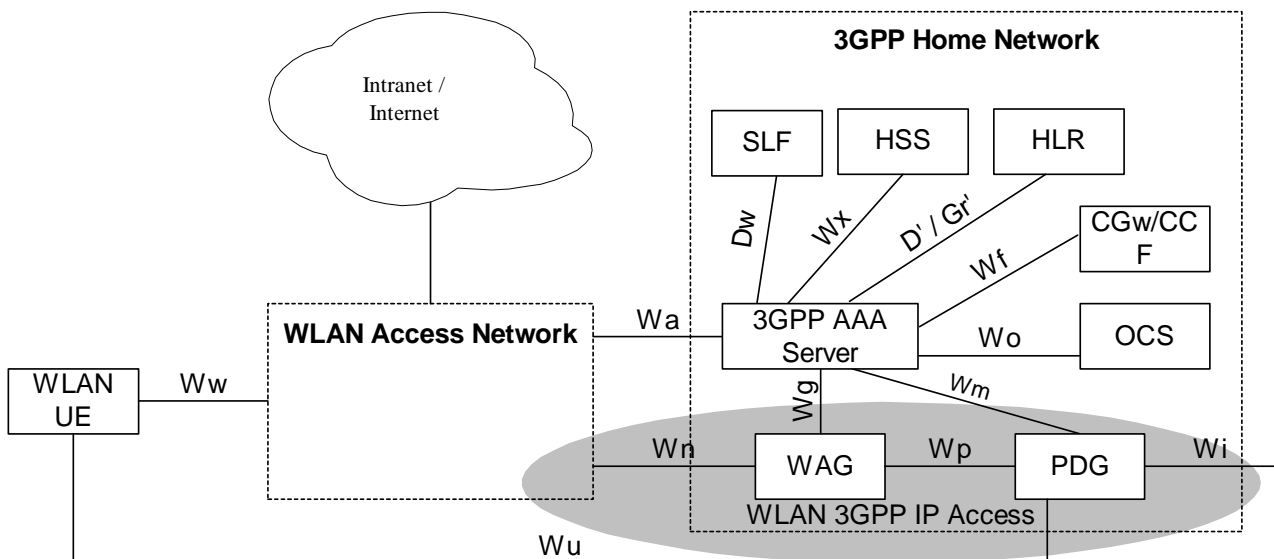 3GPP Home Network
Intranet /
Internet
SLF
HSS
HLR
Dw
Wx
D' / Gr'
CGw/CC
F
Wf
WLAN Access Network
Wa
3GPP AAA
Server
Wo
OCS
WLAN
UE
Ww
Wg
Wm
Wn
WAG
Wp
PDG
Wi
WLAN 3GPP IP Access
Wu